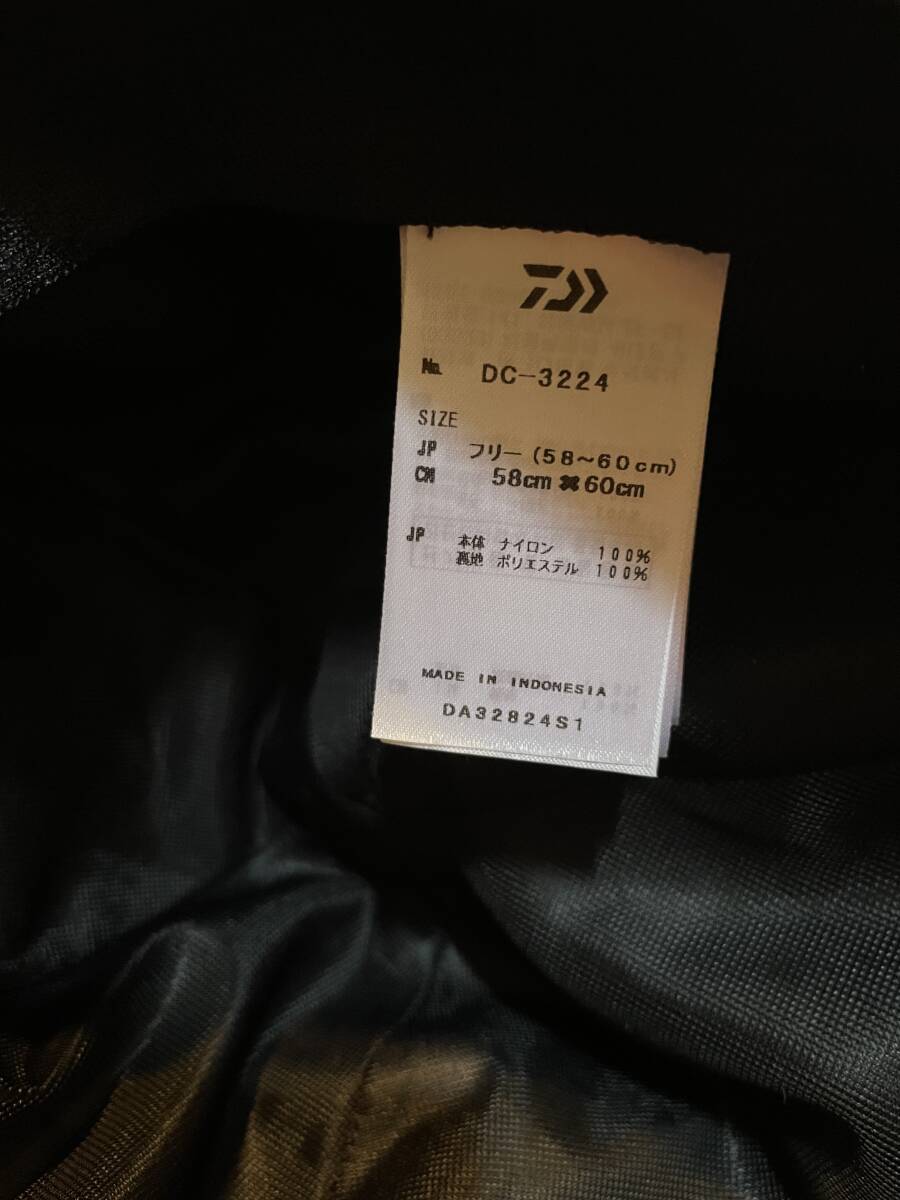 No. DC-3224
SIZE
JP フリー(58~60cm)
CM 58cm✖60cm
JP 本体 ナイロン 100%
裏地 ポリエステル 100%
MADE IN INDONESIA
DA32824S1